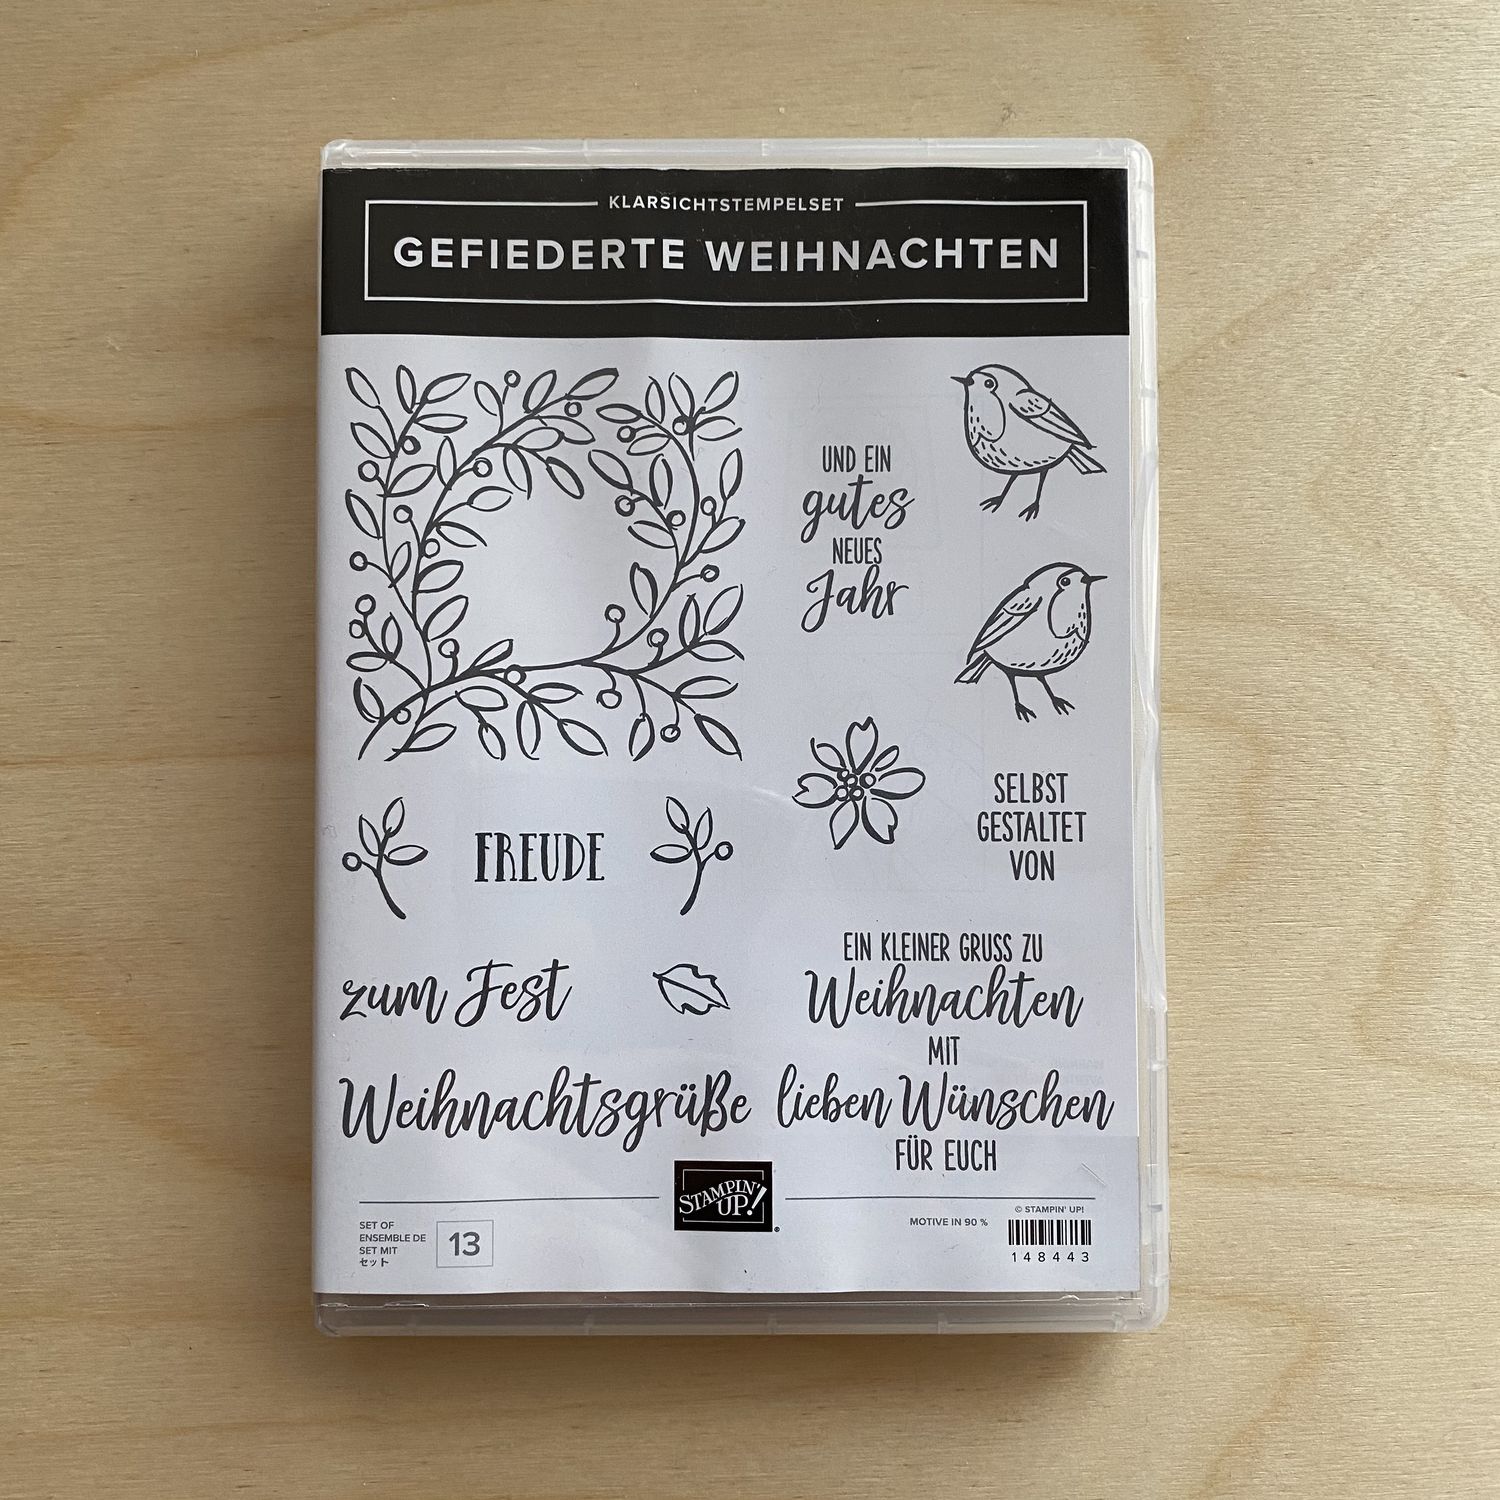 KLARSICHTSTEMPELSET
GEFIEDERTE WEIHNACHTEN
UND EIN
gutes
NEUES
Jahr
FREUDE
SELBST
GESTALTET
VON
zum Fest
Weihnachtsgrüße
EIN KLEINER GRUSS ZU
Weihnachten
MIT
lieben Wünschen
FÜR EUCH
STAMPIN'
UP!
®
SET OF
ENSEMBLE DE
SET MIT
セット
13
MOTIVE IN 90 %
© STAMPIN' UP!
148443